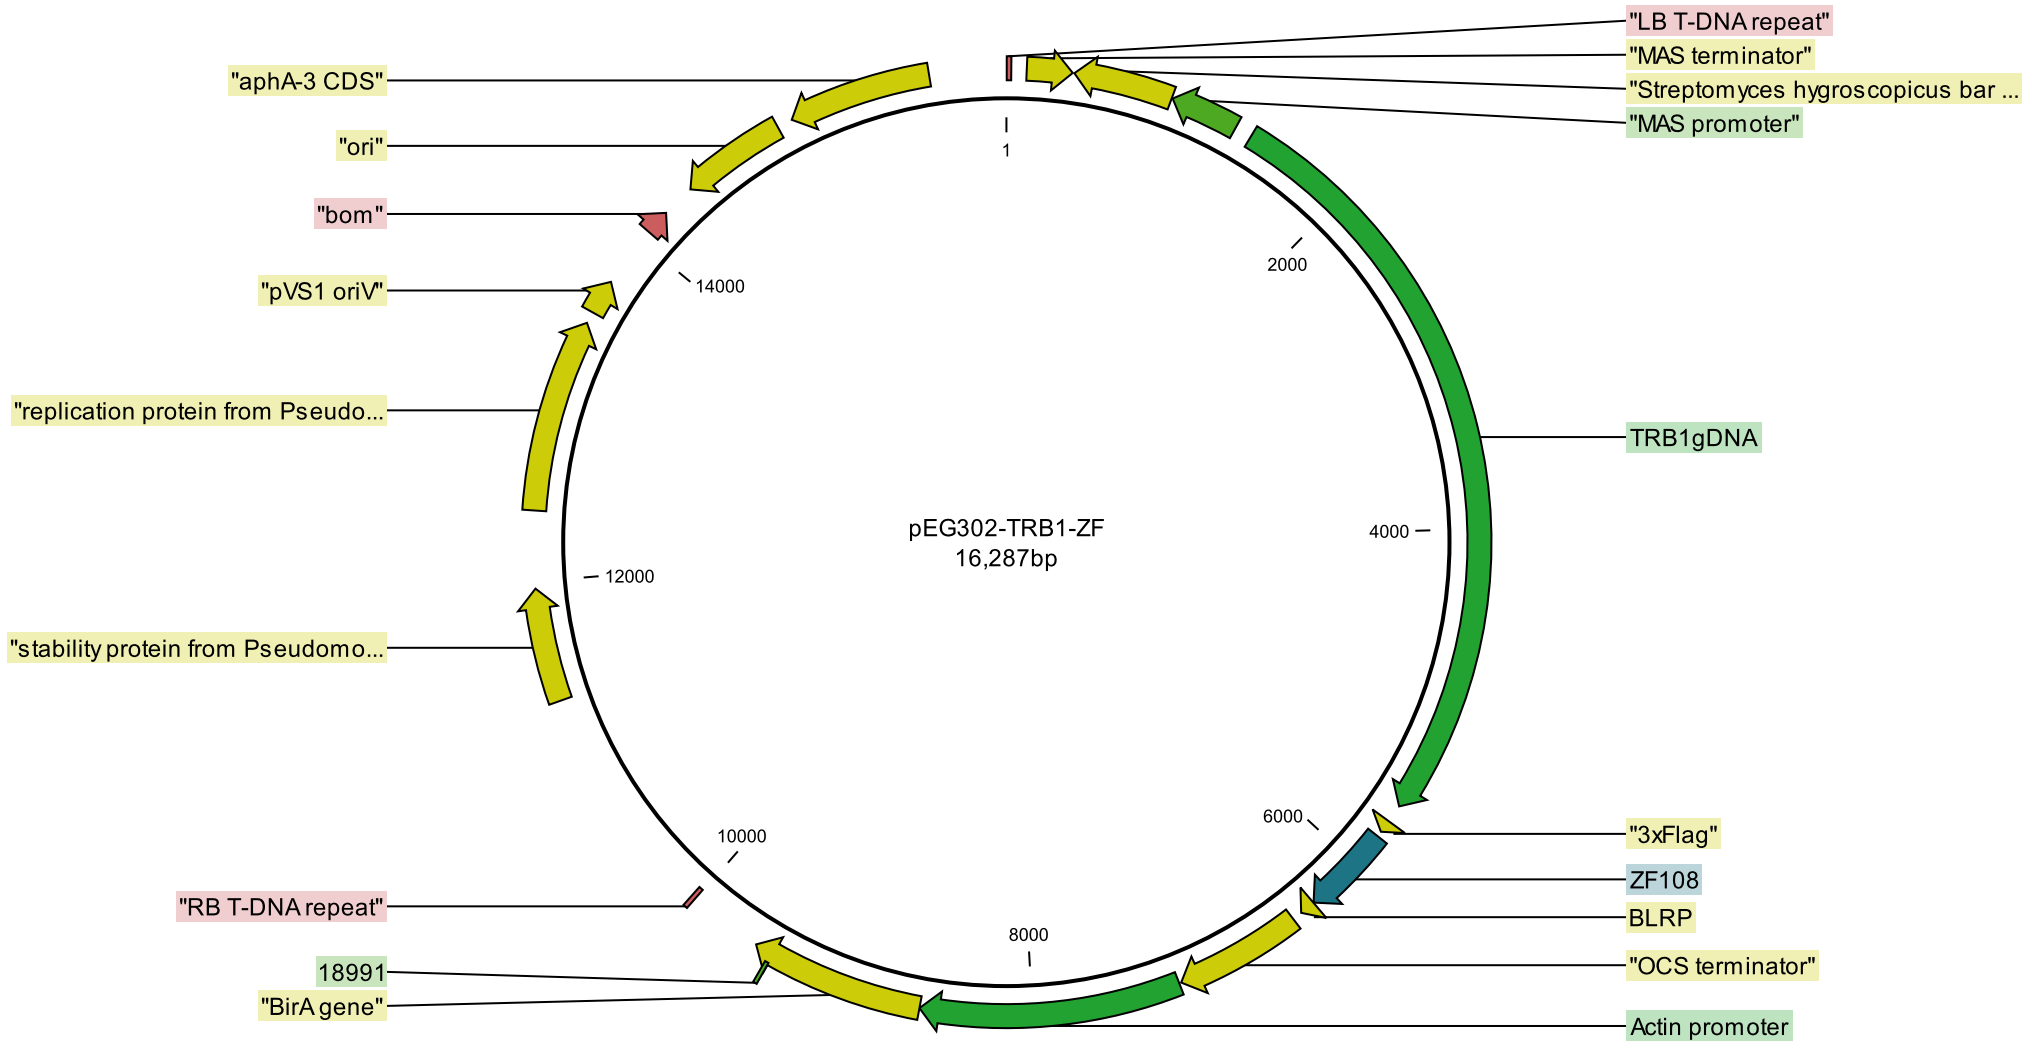 "LB T-DNA repeat"
"MAS terminator"
"Streptomyces hygroscopicus bar ...
"MAS promoter"
"aphA-3 CDS"
"ori"
"bom"
"pVS1 oriV"
"replication protein from Pseudo...
"stability protein from Pseudomo...
"RB T-DNA repeat"
18991
"BirA gene"
1
2000
4000
6000
8000
10000
12000
14000
pEG302-TRB1-ZF
16,287bp
TRB1gDNA
"3xFlag"
ZF108
BLRP
"OCS terminator"
Actin promoter